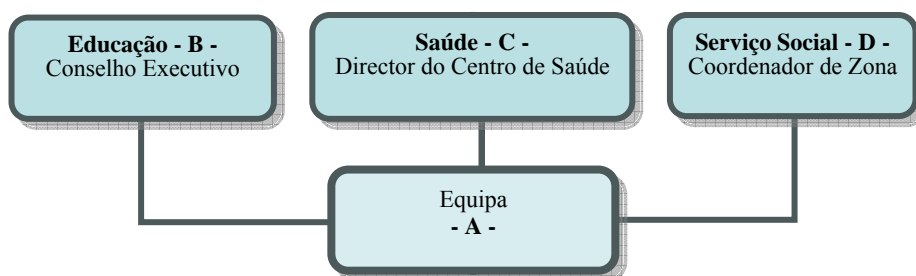 Educação - B -
Conselho Executivo
Saúde - C -
Director do Centro de Saúde
Serviço Social - D -
Coordenador de Zona
Equipa
- A -